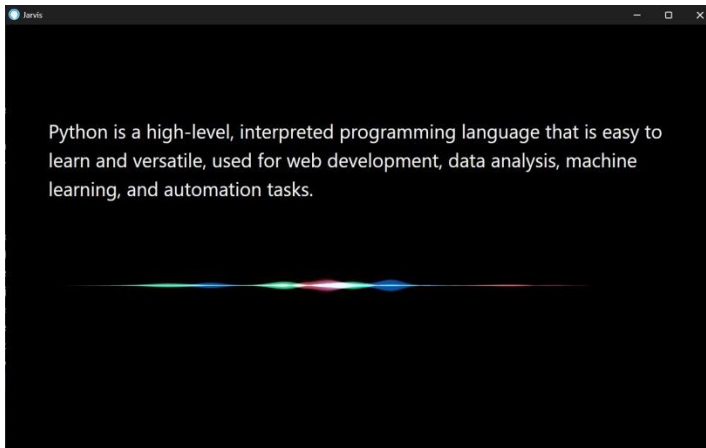 Jarvis
Python is a high-level, interpreted programming language that is easy to
learn and versatile, used for web development, data analysis, machine
learning, and automation tasks.